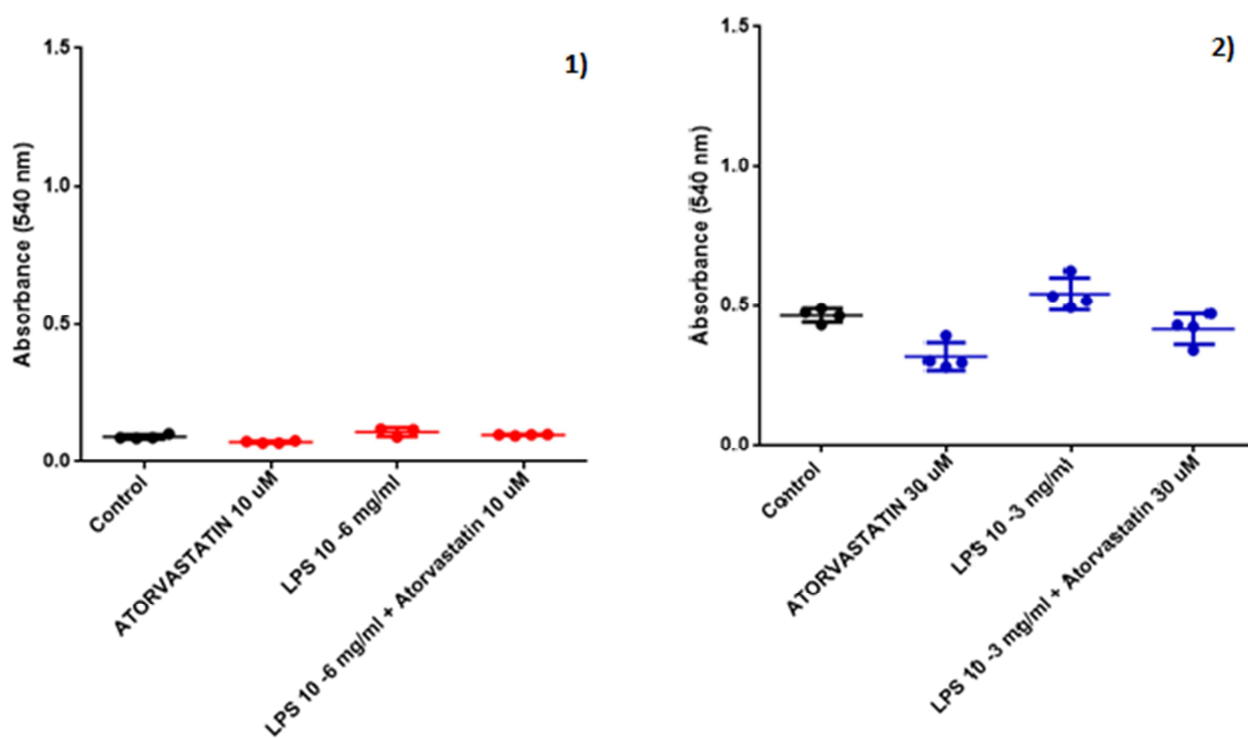 1)
Absorbance (540 nm)
1.5
1.0
0.5
0.0
Control
ATORVASTATIN 10 uM
LPS 10 -6 mg/ml
LPS 10 -6 mg/ml + Atorvastatin 10 uM
2)
Absorbance (540 nm)
1.5
1.0
0.5
0.0
Control
ATORVASTATIN 30 uM
LPS 10 -3 mg/ml
LPS 10 -3 mg/ml + Atorvastatin 30 uM